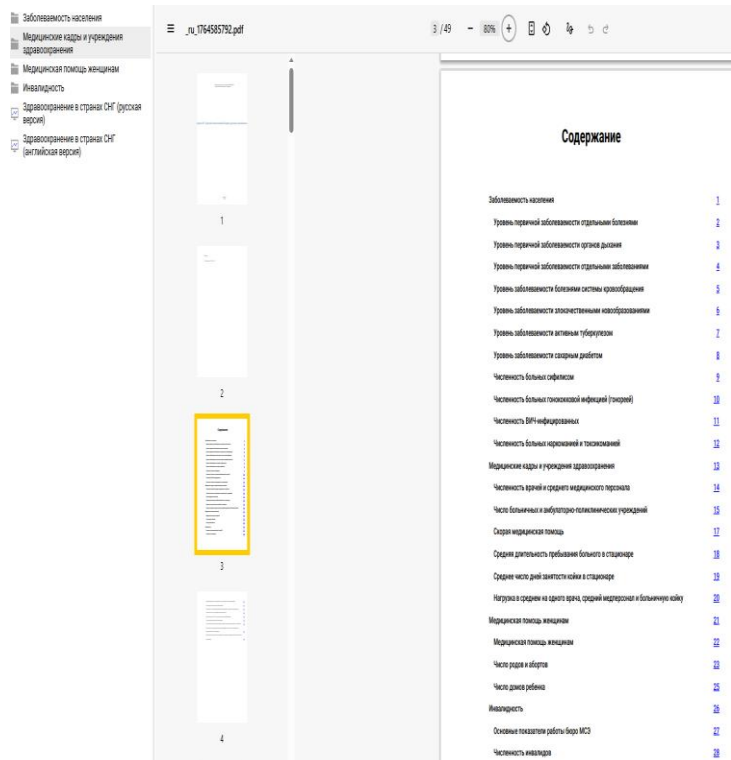 Заболеваемость населения
Медицинские кадры и учреждения
здравоохранения
Медицинская помощь женщинам
Инвалидность
Здравоохранение в странах СНГ (русская
версия)
Здравоохранение в странах СНГ
(английская версия)
_ru_1764585792.pdf
3 / 49 − 80% +
1
2
3
4
Содержание
Заболеваемость населения 1
Уровень первичной заболеваемости отдельными болезнями 2
Уровень первичной заболеваемости органов дыхания 3
Уровень первичной заболеваемости отдельными заболеваниями 4
Уровень заболеваемости болезнями системы кровообращения 5
Уровень заболеваемости злокачественными новообразованиями 6
Уровень заболеваемости активным туберкулезом 7
Уровень заболеваемости сахарным диабетом 8
Численность больных сифилисом 9
Численность больных гонококковой инфекцией (гонореей) 10
Численность ВИЧ-инфицированных 11
Численность больных наркоманией и токсикоманией 12
Медицинские кадры и учреждения здравоохранения 13
Численность врачей и среднего медицинского персонала 14
Число больничных и амбулаторно-поликлинических учреждений 15
Скорая медицинская помощь 17
Средняя длительность пребывания больного в стационаре 18
Среднее число дней занятости койки в стационаре 19
Нагрузка в среднем на одного врача, средний медперсонал и больничную койку 20
Медицинская помощь женщинам 21
Медицинская помощь женщинам 22
Число родов и абортов 23
Число домов ребенка 25
Инвалидность 26
Основные показатели работы бюро МСЭ 27
Численность инвалидов 28